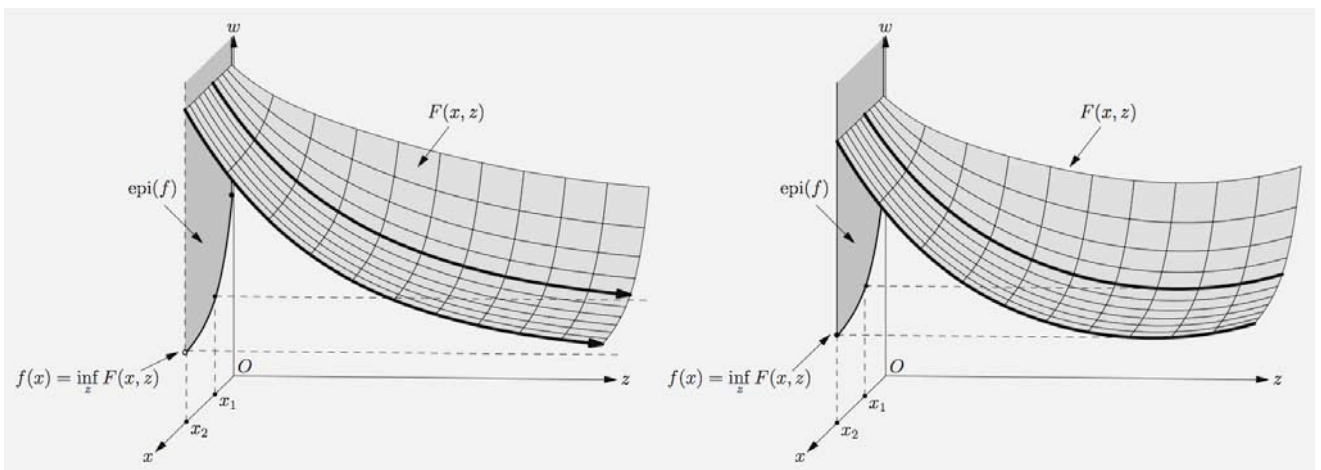 w
F(x, z)
epi(f)
O
f(x) = inf F(x, z)
z
z
x₁
x₂
x
w
F(x, z)
epi(f)
O
f(x) = inf F(x, z)
z
z
x₁
x₂
x